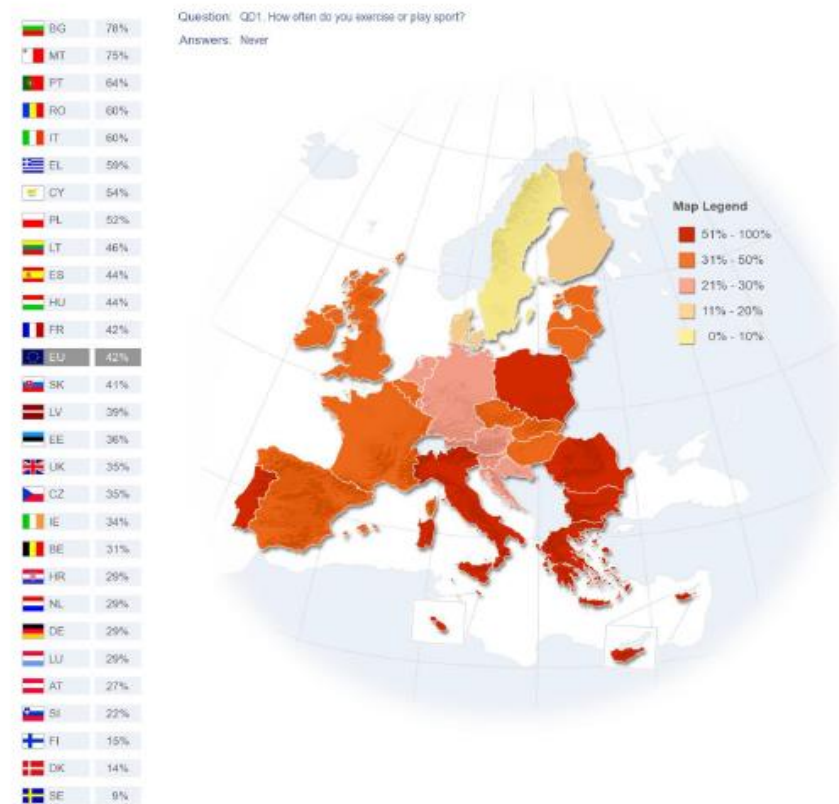 Question: QD1. How often do you exercise or play sport?
Answers: Never
BG 78%
MT 75%
PT 64%
RO 60%
IT 60%
EL 59%
CY 54%
PL 52%
LT 46%
ES 44%
HU 44%
FR 42%
EU 42%
SK 41%
LV 39%
EE 36%
UK 35%
CZ 35%
IE 34%
BE 31%
HR 29%
NL 29%
DE 29%
LU 29%
AT 27%
SI 22%
FI 15%
DK 14%
SE 9%
Map Legend
51% - 100%
31% - 50%
21% - 30%
11% - 20%
0% - 10%